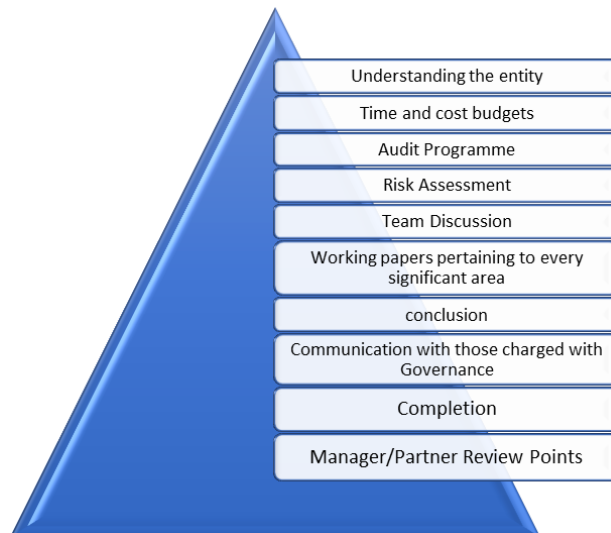 Understanding the entity
Time and cost budgets
Audit Programme
Risk Assessment
Team Discussion
Working papers pertaining to every
significant area
conclusion
Communication with those charged with
Governance
Completion
Manager/Partner Review Points